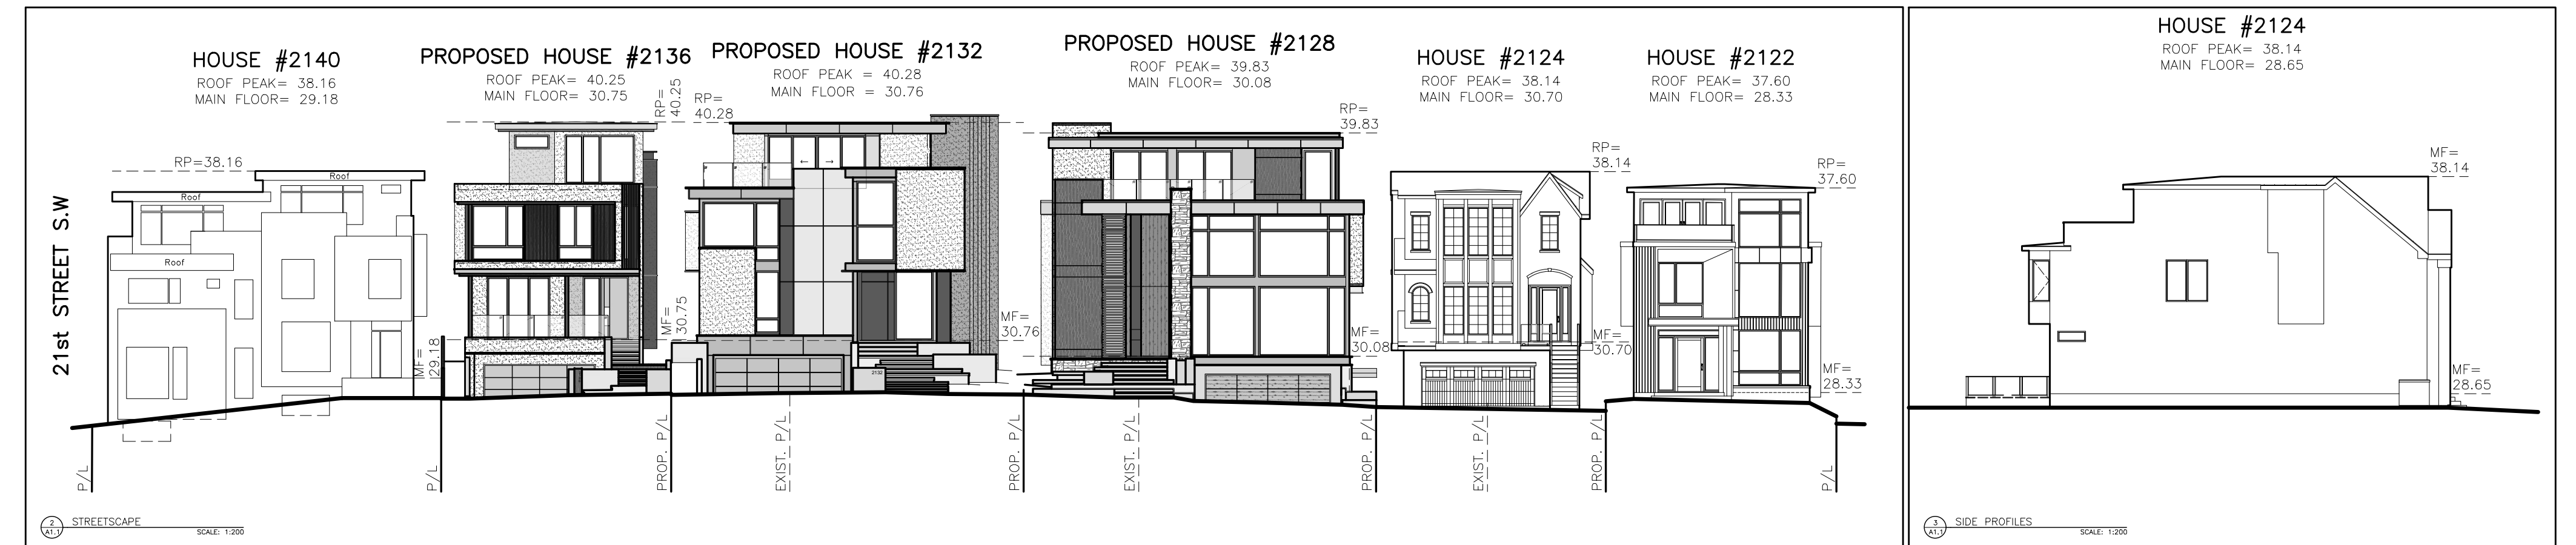 HOUSE #2140
ROOF PEAK= 38.16
MAIN FLOOR= 29.18
PROPOSED HOUSE #2136
ROOF PEAK= 40.25
MAIN FLOOR= 30.75
PROPOSED HOUSE #2132
ROOF PEAK = 40.28
MAIN FLOOR = 30.76
PROPOSED HOUSE #2128
ROOF PEAK= 39.83
MAIN FLOOR= 30.08
HOUSE #2124
ROOF PEAK= 38.14
MAIN FLOOR= 30.70
HOUSE #2122
ROOF PEAK= 37.60
MAIN FLOOR= 28.33
21st STREET S.W
RP=38.16
Roof
Roof
Roof
MF=
29.18
RP=
40.25
MF=
30.75
RP=
40.28
2132
MF=
30.76
RP=
39.83
MF=
30.08
RP=
38.14
MF=
30.70
RP=
37.60
MF=
28.33
P/L
P/L
PROP. P/L
EXIST. P/L
PROP. P/L
EXIST. P/L
PROP. P/L
EXIST. P/L
PROP. P/L
P/L
2
A1.1
STREETSCAPE
SCALE: 1:200
HOUSE #2124
ROOF PEAK= 38.14
MAIN FLOOR= 28.65
MF=
38.14
MF=
28.65
3
A1.1
SIDE PROFILES
SCALE: 1:200